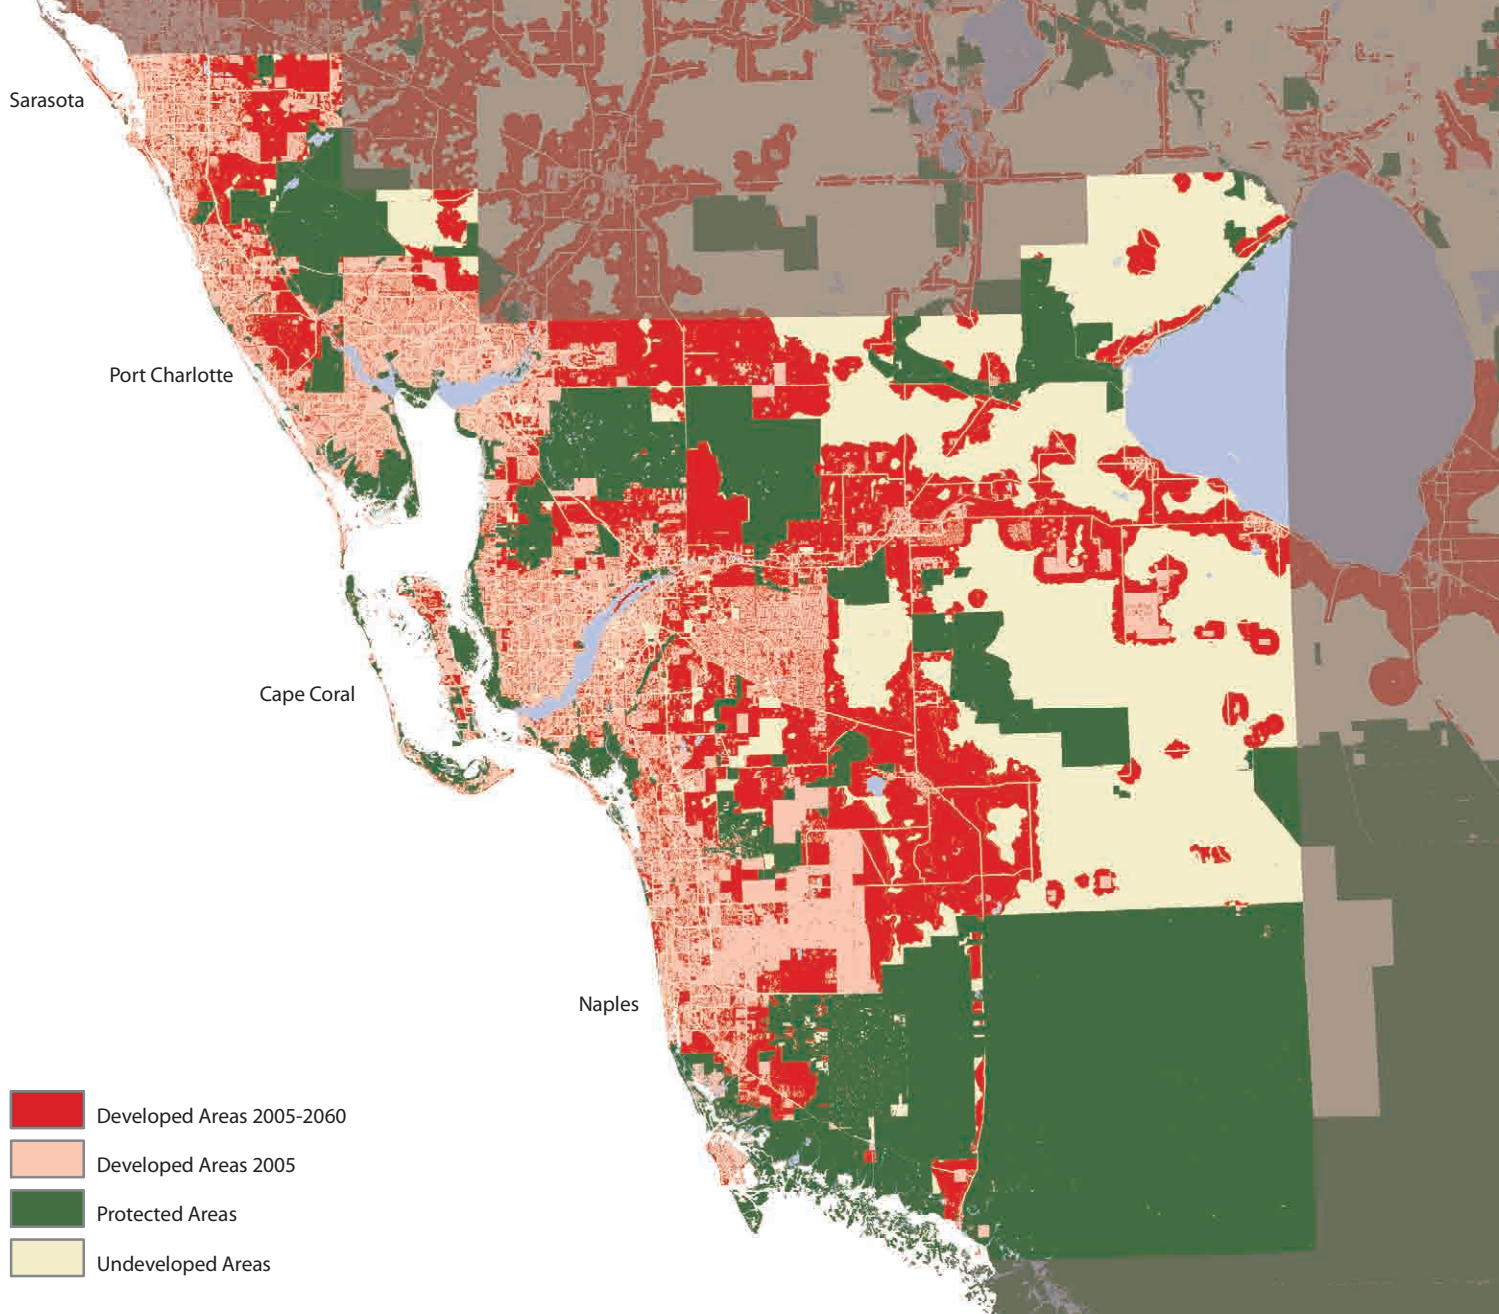 Sarasota
Port Charlotte
Cape Coral
Naples
Developed Areas 2005-2060
Developed Areas 2005
Protected Areas
Undeveloped Areas